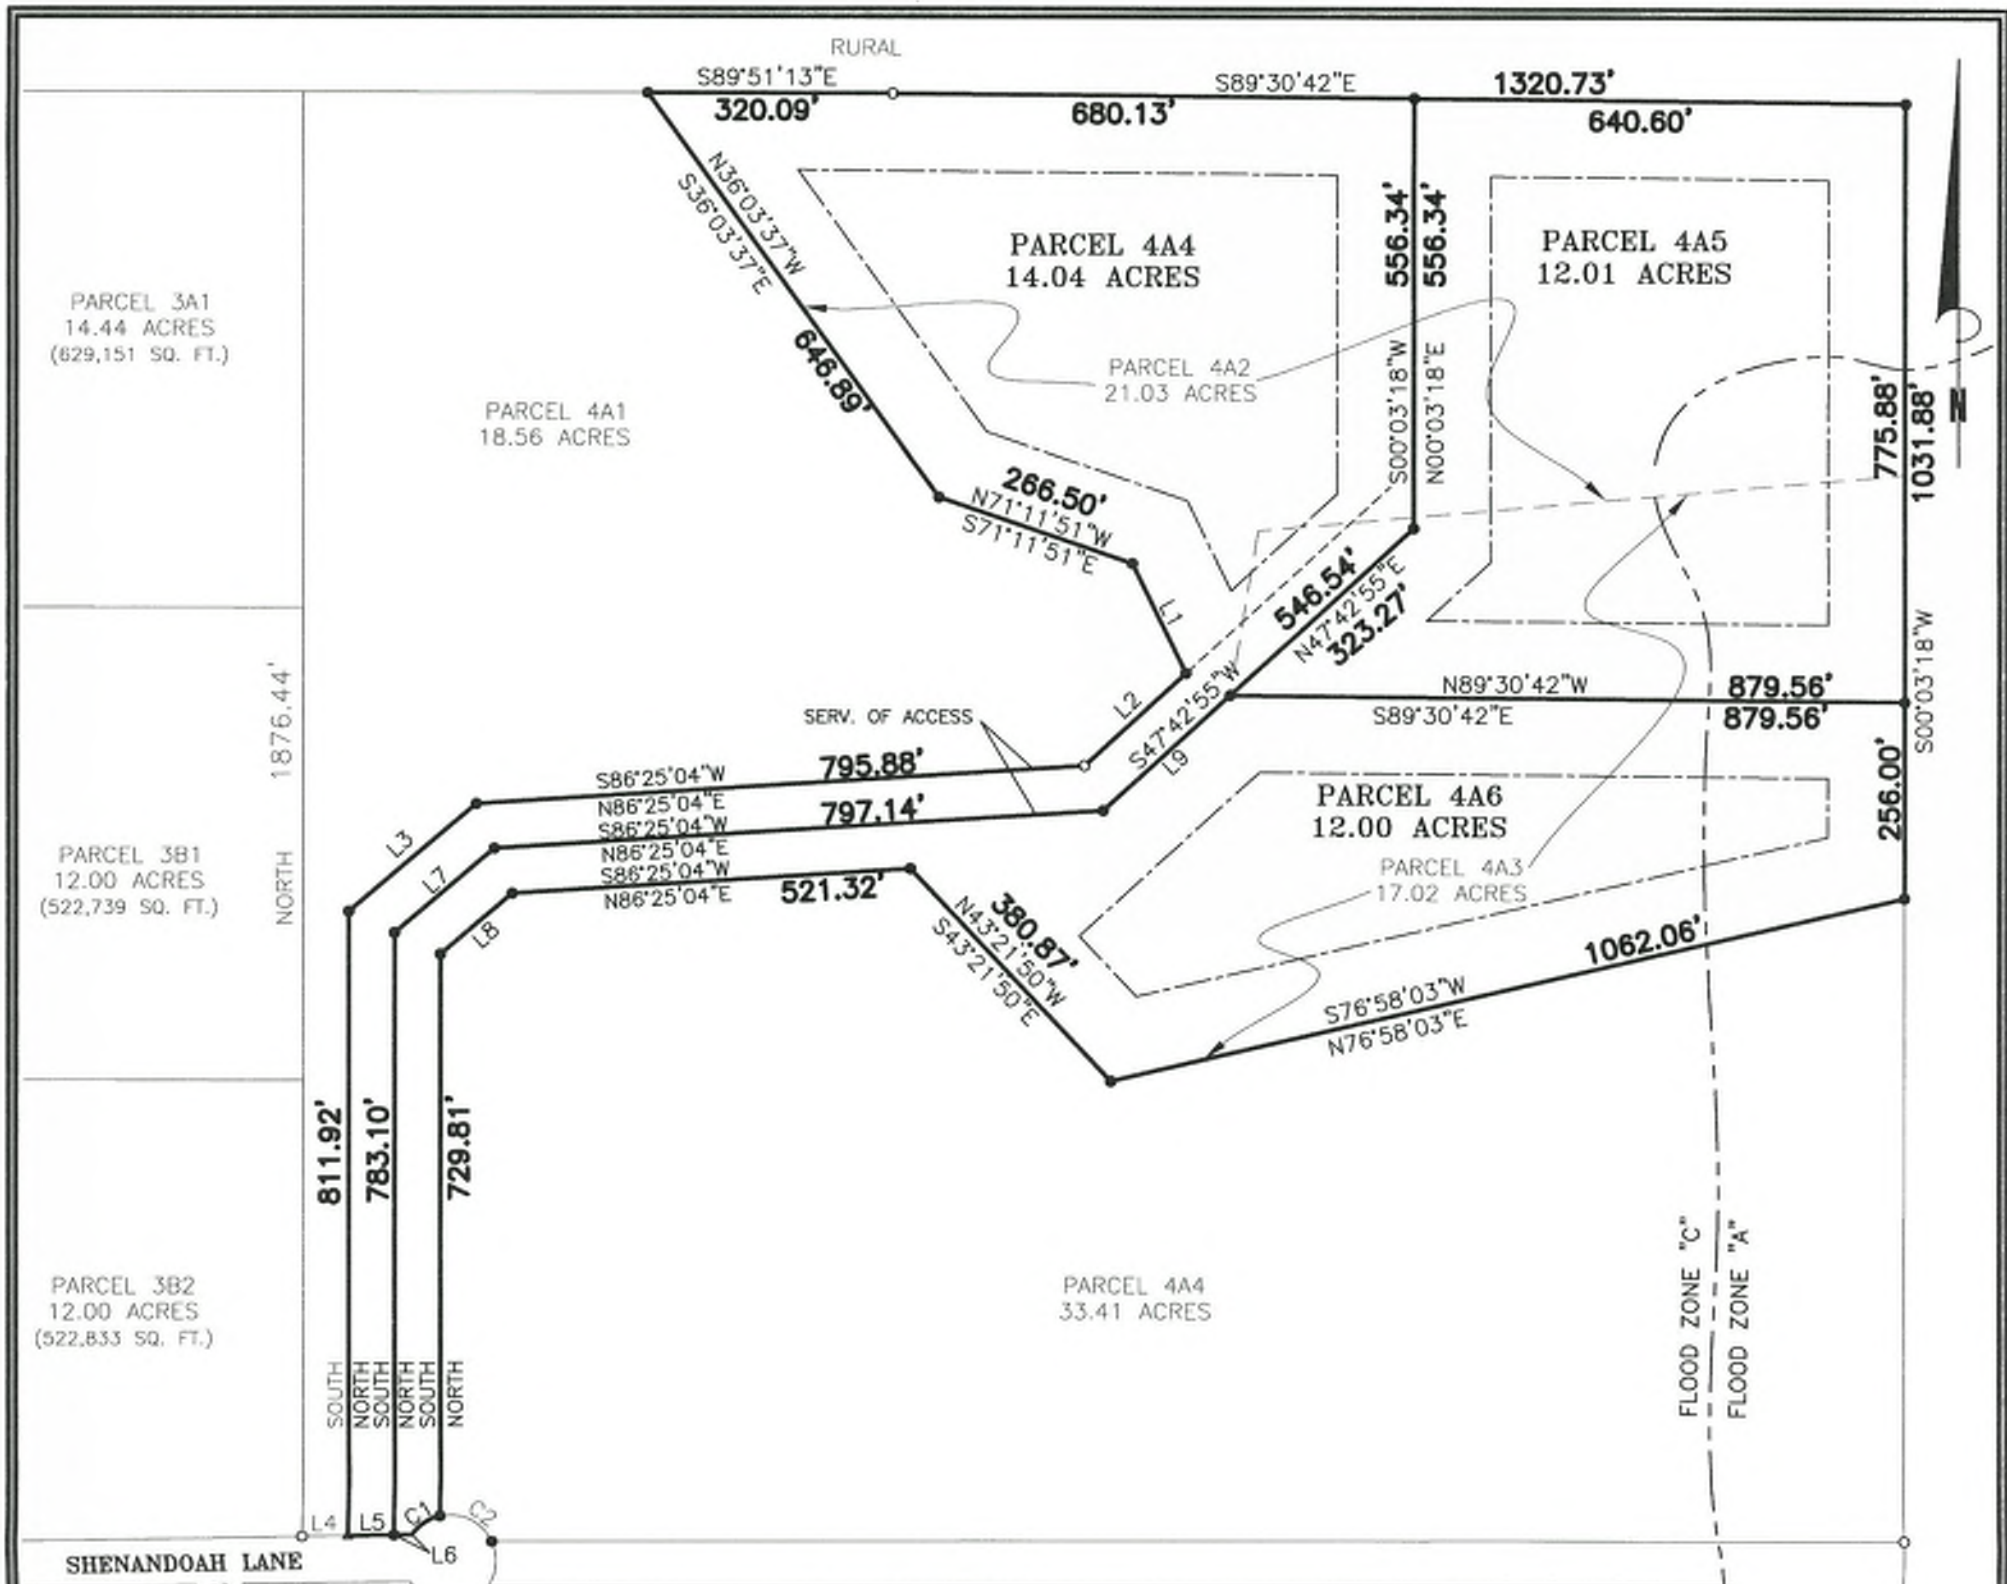 RURAL
S89°51'13"E
320.09'
S89°30'42"E
680.13'
1320.73'
640.60'
N36°03'37"W
S36°03'37"E
646.89'
PARCEL 4A4
14.04 ACRES
556.34'
556.34'
S00°03'18"W
N00°03'18"E
PARCEL 4A5
12.01 ACRES
PARCEL 3A1
14.44 ACRES
(629,151 SQ. FT.)
PARCEL 4A2
21.03 ACRES
PARCEL 4A1
18.56 ACRES
775.88'
1031.88'
N
266.50'
N71°11'51"W
S71°11'51"E
L1
546.54'
N47°42'55"E
323.27'
S47°42'55"W
L2
L9
N89°30'42"W
879.56'
S89°30'42"E
879.56'
S00°03'18"W
256.00'
1876.44'
NORTH
SERV. OF ACCESS
S86°25'04"W
795.88'
N86°25'04"E
S86°25'04"W
797.14'
N86°25'04"E
S86°25'04"W
N86°25'04"E
521.32'
L3
L7
L8
PARCEL 3B1
12.00 ACRES
(522,739 SQ. FT.)
PARCEL 4A6
12.00 ACRES
PARCEL 4A3
17.02 ACRES
380.87'
N43°21'50"W
S43°21'50"E
1062.06'
S76°58'03"W
N76°58'03"E
811.92'
783.10'
729.81'
PARCEL 3B2
12.00 ACRES
(522,833 SQ. FT.)
PARCEL 4A4
33.41 ACRES
FLOOD ZONE "C"
FLOOD ZONE "A"
SOUTH
NORTH
SOUTH
NORTH
SOUTH
NORTH
L4
L5
C1
C2
L6
SHENANDOAH LANE